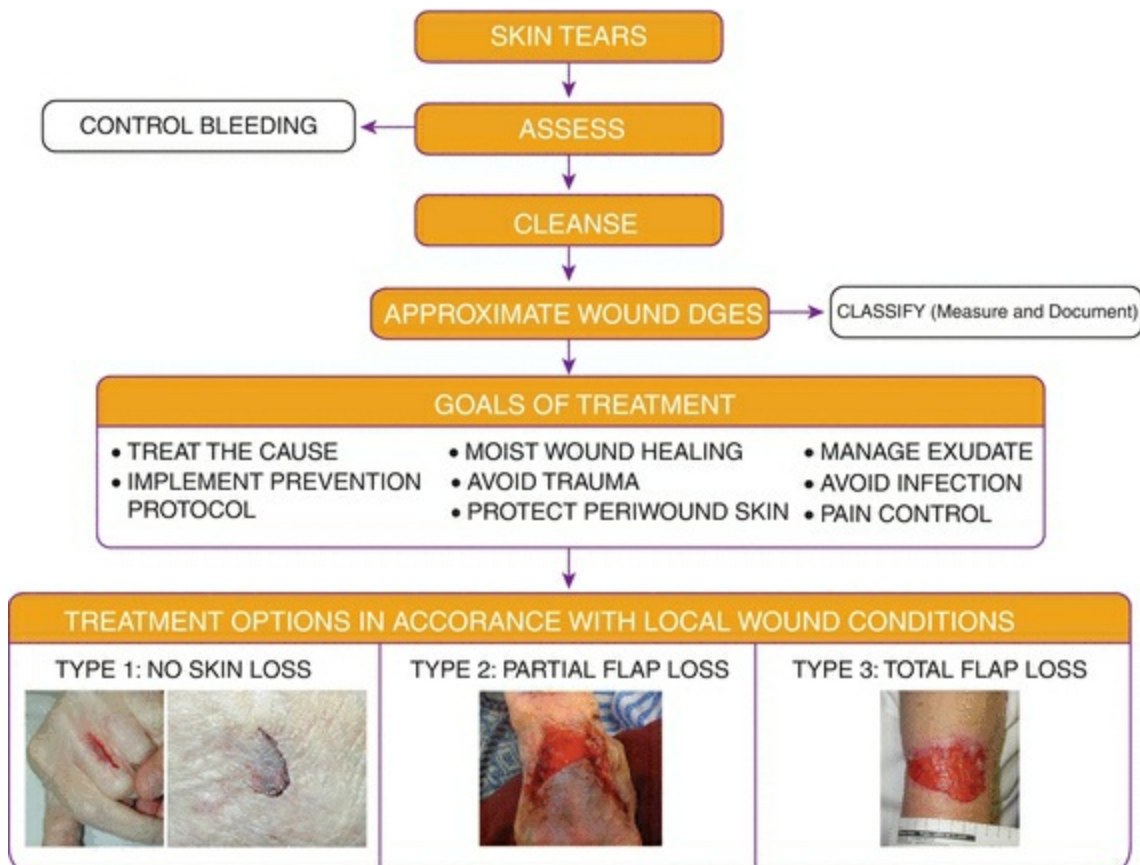 SKIN TEARS
CONTROL BLEEDING
ASSESS
CLEANSE
APPROXIMATE WOUND DGES
CLASSIFY (Measure and Document)
GOALS OF TREATMENT
• TREAT THE CAUSE
• IMPLEMENT PREVENTION
PROTOCOL
• MOIST WOUND HEALING
• AVOID TRAUMA
• PROTECT PERIWOUND SKIN
• MANAGE EXUDATE
• AVOID INFECTION
• PAIN CONTROL
TREATMENT OPTIONS IN ACCORANCE WITH LOCAL WOUND CONDITIONS
TYPE 1: NO SKIN LOSS
TYPE 2: PARTIAL FLAP LOSS
TYPE 3: TOTAL FLAP LOSS